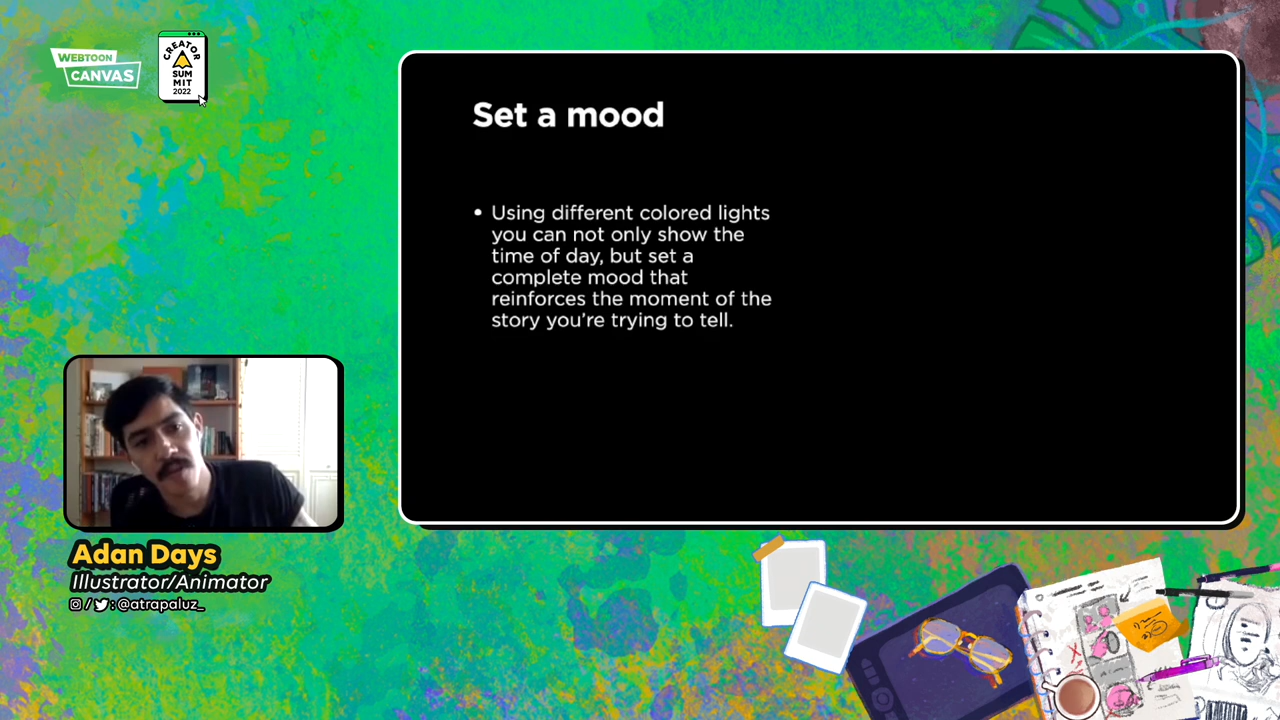 WEBTOON
CANVAS
CREATOR
SUM
MIT
2022
Set a mood
• Using different colored lights
you can not only show the
time of day, but set a
complete mood that
reinforces the moment of the
story you're trying to tell.
Adan Days
Illustrator/Animator
/ : @atrapaluz_